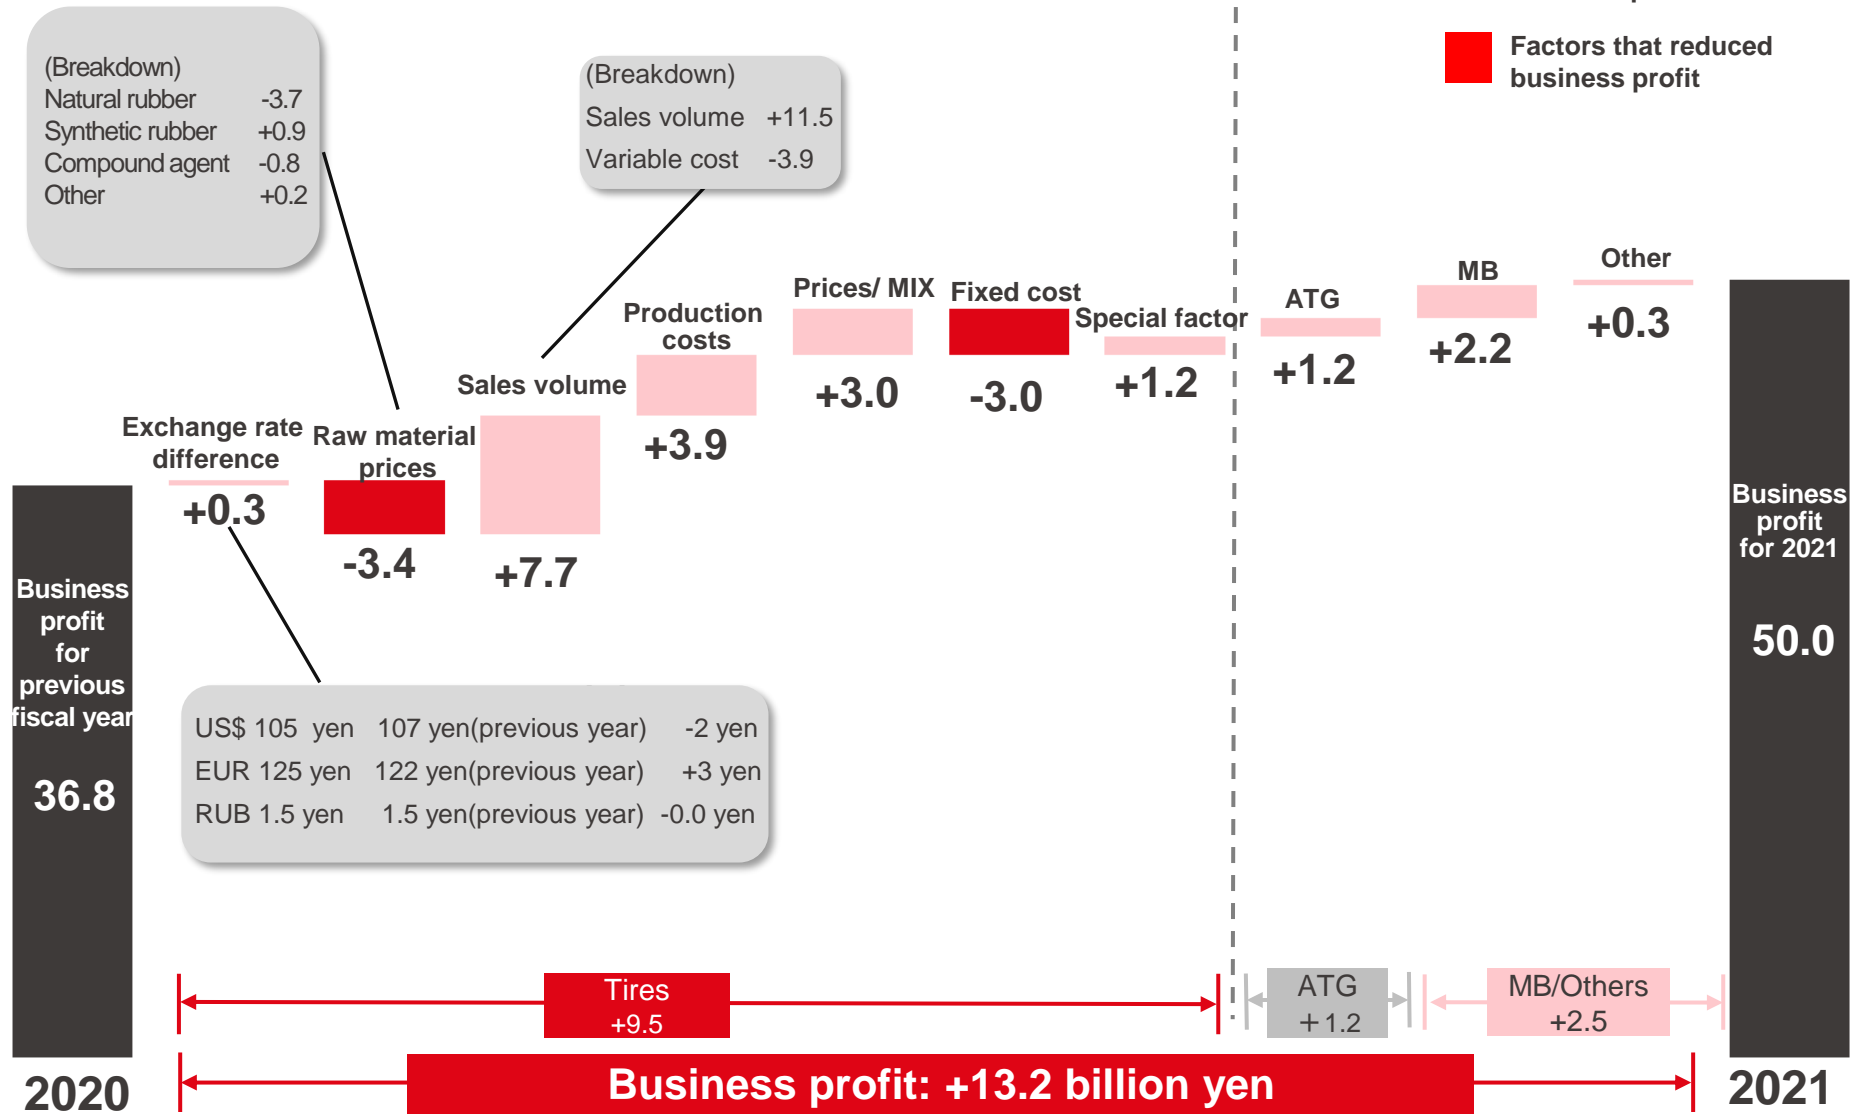 Factors that reduced
business profit
(Breakdown)
Natural rubber -3.7
Synthetic rubber +0.9
Compound agent -0.8
Other +0.2
(Breakdown)
Sales volume +11.5
Variable cost -3.9
Exchange rate
difference
+0.3
Raw material
prices
-3.4
Sales volume
+7.7
Production
costs
+3.9
Prices/ MIX
+3.0
Fixed cost
-3.0
Special factor
+1.2
ATG
+1.2
MB
+2.2
Other
+0.3
Business
profit
for
previous
fiscal year
36.8
Business
profit
for 2021
50.0
US$ 105 yen 107 yen(previous year) -2 yen
EUR 125 yen 122 yen(previous year) +3 yen
RUB 1.5 yen 1.5 yen(previous year) -0.0 yen
Tires
+9.5
ATG
＋1.2
MB/Others
+2.5
2020
Business profit: +13.2 billion yen
2021